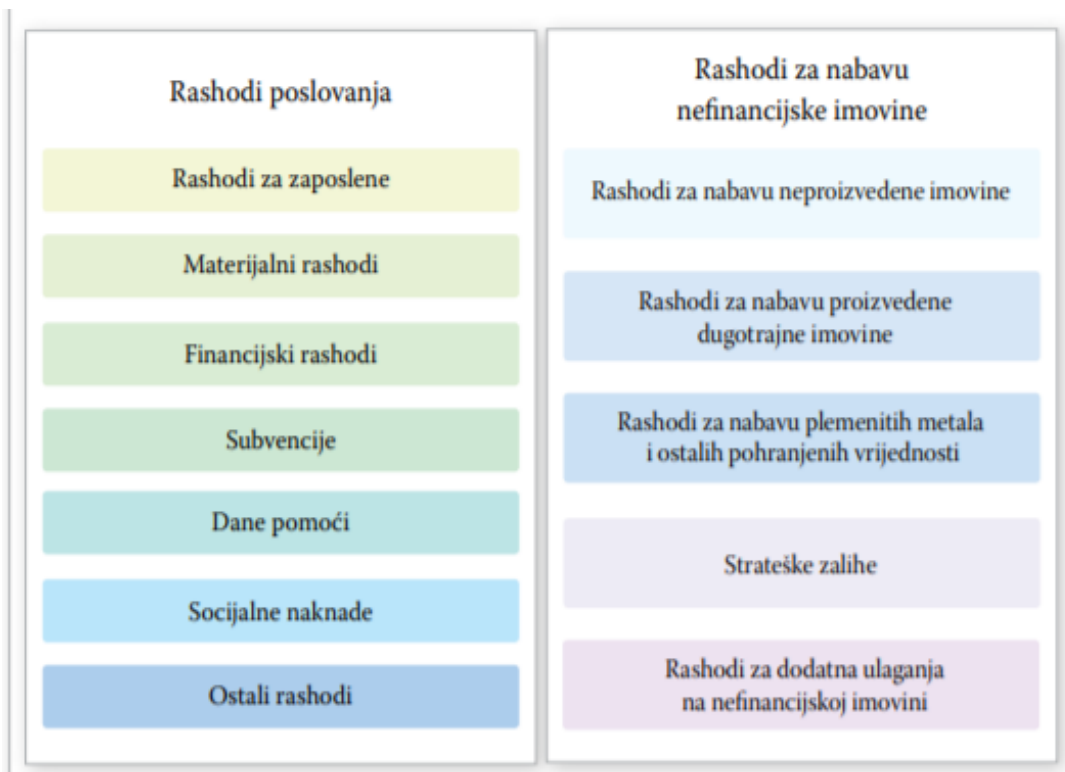 Rashodi poslovanja
Rashodi za zaposlene
Materijalni rashodi
Financijski rashodi
Subvencije
Dane pomoći
Socijalne naknade
Ostali rashodi
Rashodi za nabavu
nefinancijske imovine
Rashodi za nabavu neproizvedene imovine
Rashodi za nabavu proizvedene
dugotrajne imovine
Rashodi za nabavu plemenitih metala
i ostalih pohranjenih vrijednosti
Strateške zalihe
Rashodi za dodatna ulaganja
na nefinancijskoj imovini